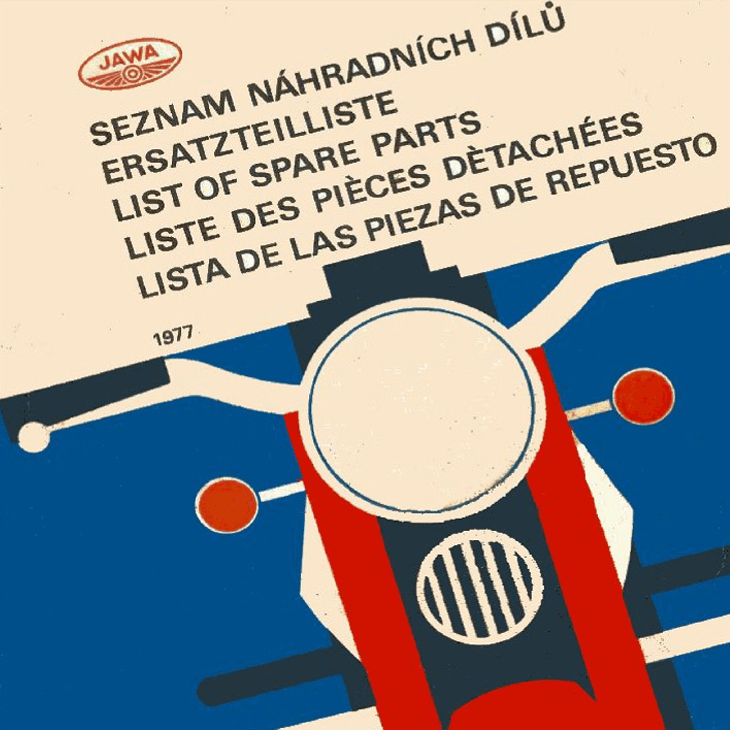 JAWA
SEZNAM NÁHRADNÍCH DÍLŮ
ERSATZTEILLISTE
LIST OF SPARE PARTS
LISTE DES PIÈCES DÈTACHÉES
LISTA DE LAS PIEZAS DE REPUESTO
1977